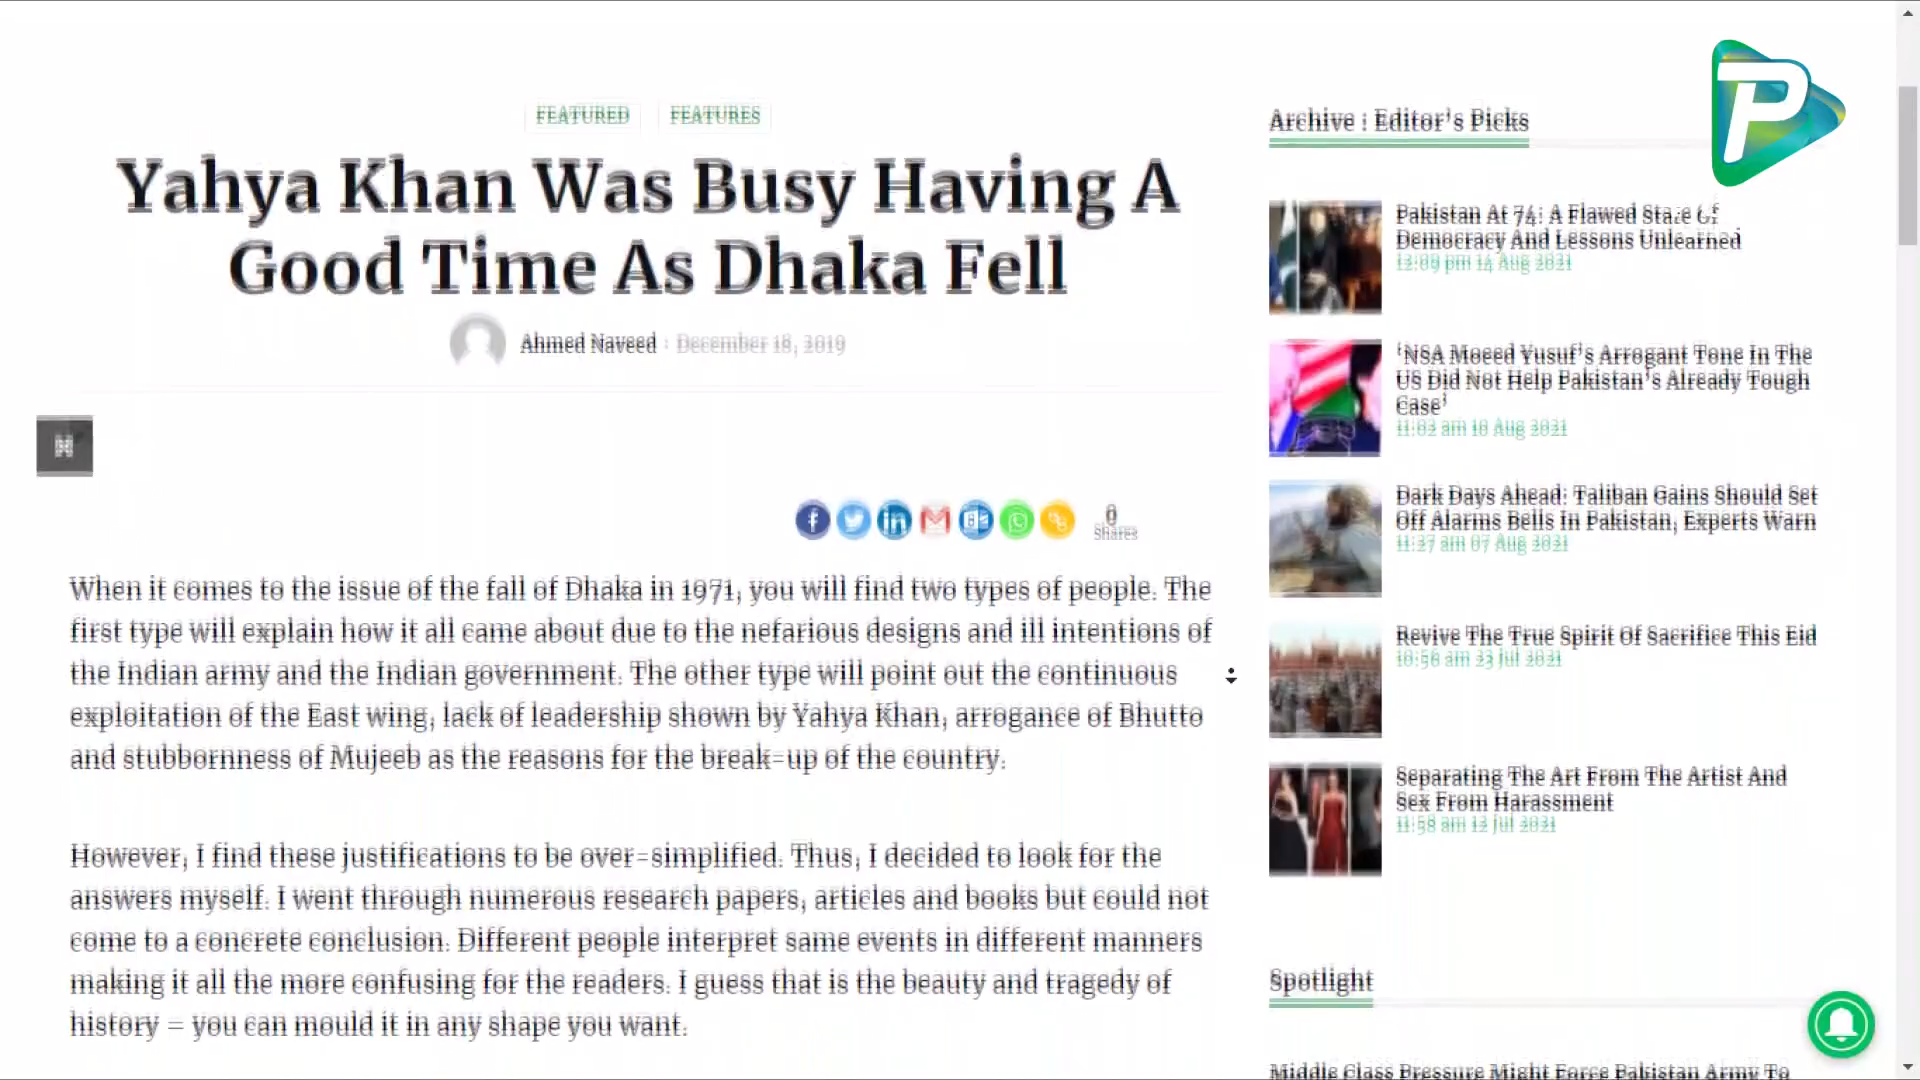 FEATURED FEATURES
Yahya Khan Was Busy Having A
Good Time As Dhaka Fell
Ahmed Naveed
December 18, 2019
0
Shares
When it comes to the issue of the fall of Dhaka in 1971, you will find two types of people. The
first type will explain how it all came about due to the nefarious designs and ill intentions of
the Indian army and the Indian government. The other type will point out the continuous
exploitation of the East wing, lack of leadership shown by Yahya Khan, arrogance of Bhutto
and stubbornness of Mujeeb as the reasons for the break-up of the country.
However, I find these justifications to be over-simplified. Thus, I decided to look for the
answers myself. I went through numerous research papers, articles and books but could not
come to a concrete conclusion. Different people interpret same events in different manners
making it all the more confusing for the readers. I guess that is the beauty and tragedy of
history – you can mould it in any shape you want.
Archive : Editor's Picks
P
Pakistan At 74: A Flawed State Of
Democracy And Lessons Unlearned
12:09 pm 14 Aug 2021
'NSA Moeed Yusuf's Arrogant Tone In The
US Did Not Help Pakistan's Already Tough
Case'
11:02 am 10 Aug 2021
Dark Days Ahead: Taliban Gains Should Set
Off Alarms Bells In Pakistan, Experts Warn
11:27 am 07 Aug 2021
Revive The True Spirit Of Sacrifice This Eid
10:56 am 23 Jul 2021
Separating The Art From The Artist And
Sex From Harassment
11:58 am 12 Jul 2021
Spotlight
Middle Class Pressure Might Force Pakistan Army To